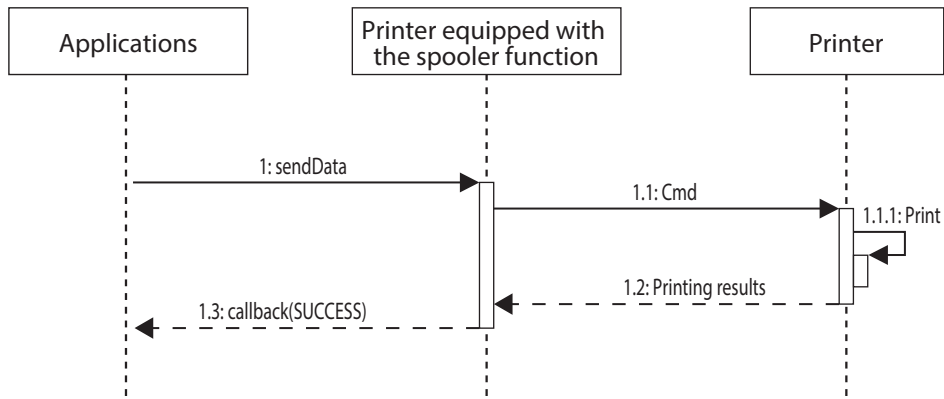 Applications
Printer equipped with
the spooler function
Printer
1: sendData
1.1: Cmd
1.1.1: Print
1.2: Printing results
1.3: callback(SUCCESS)